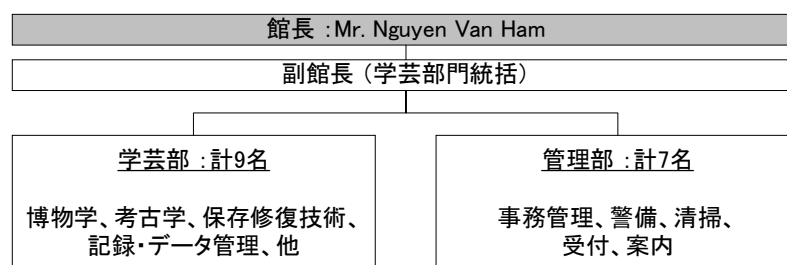 館長 :Mr. Nguyen Van Ham
副館長 (学芸部門統括)
学芸部 :計9名
博物学、考古学、保存修復技術、
記録・データ管理、他
管理部 :計7名
事務管理、警備、清掃、
受付、案内